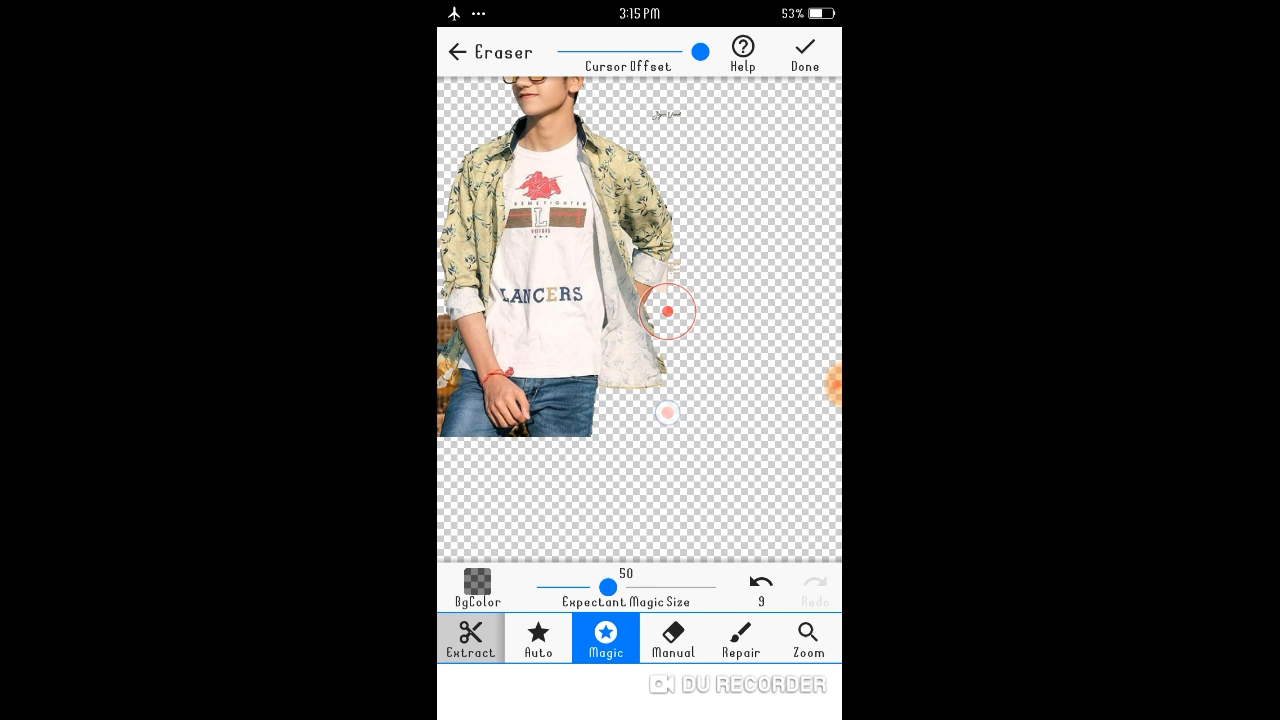 3:15 PM
53%
Eraser
Cursor Offset
Help
Done
L
VISIONS
LANCERS
50
BgColor
Expectant Magic Size
9
Redo
Extract
Auto
Magic
Manual
Repair
Zoom
DU RECORDER